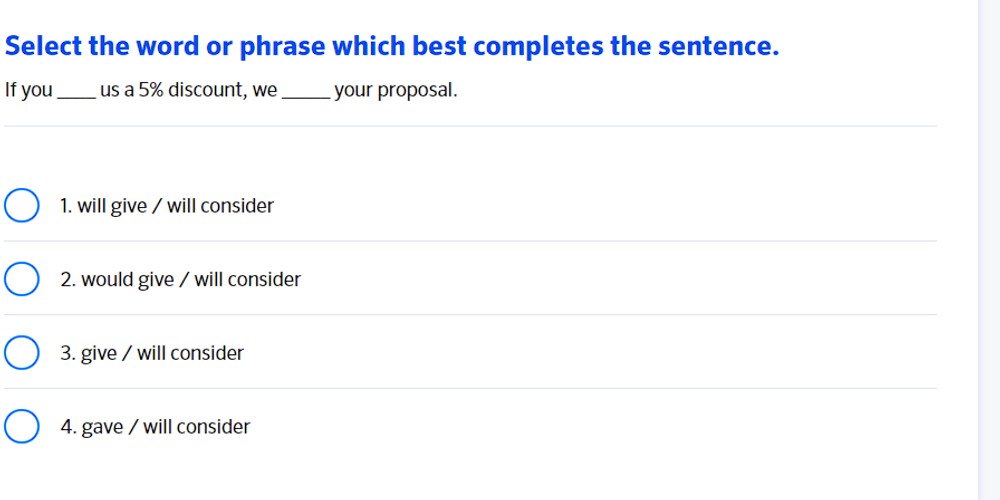 Select the word or phrase which best completes the sentence.
If you ____ us a 5% discount, we _____ your proposal.
1. will give / will consider
2. would give / will consider
3. give / will consider
4. gave / will consider